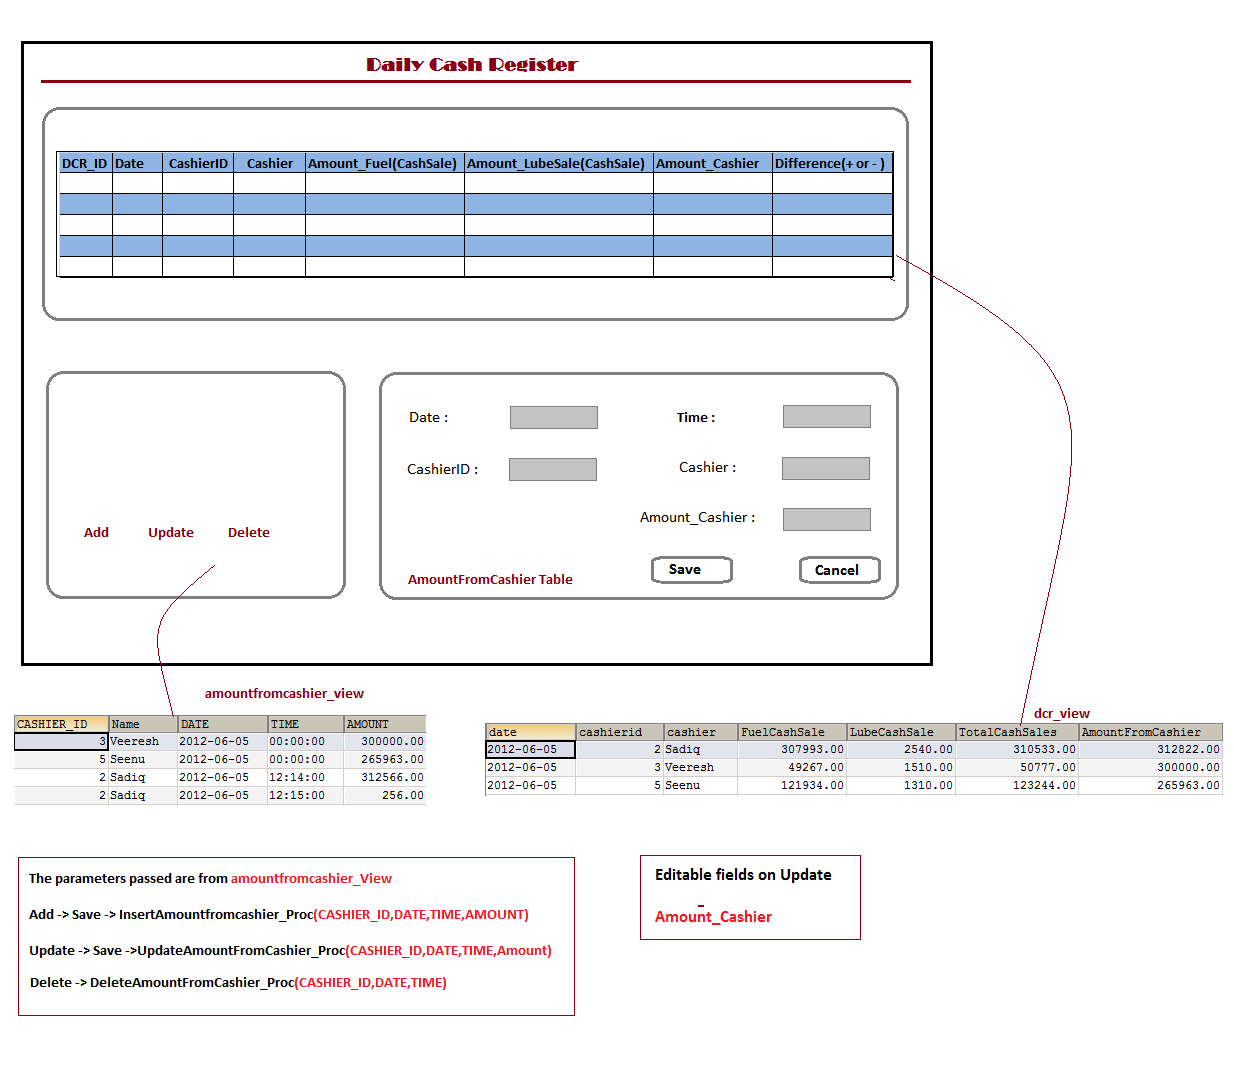 Daily Cash Register
DCR_ID Date CashierID Cashier Amount_Fuel(CashSale) Amount_LubeSale(CashSale) Amount_Cashier Difference(+ or - )
Date : Time :
CashierID : Cashier :
Amount_Cashier :
Add Update Delete
Save Cancel
AmountFromCashier Table
amountfromcashier_view
CASHIER_ID Name DATE TIME AMOUNT
3 Veeresh 2012-06-05 00:00:00 300000.00
5 Seenu 2012-06-05 00:00:00 265963.00
2 Sadiq 2012-06-05 12:14:00 312566.00
2 Sadiq 2012-06-05 12:15:00 256.00
dcr_view
date cashierid cashier FuelCashSale LubeCashSale TotalCashSales AmountFromCashier
2012-06-05 2 Sadiq 307993.00 2540.00 310533.00 312822.00
2012-06-05 3 Veeresh 49267.00 1510.00 50777.00 300000.00
2012-06-05 5 Seenu 121934.00 1310.00 123244.00 265963.00
The parameters passed are from amountfromcashier_View
Add -> Save -> InsertAmountfromcashier_Proc(CASHIER_ID,DATE,TIME,AMOUNT)
Update -> Save ->UpdateAmountFromCashier_Proc(CASHIER_ID,DATE,TIME,Amount)
Delete -> DeleteAmountFromCashier_Proc(CASHIER_ID,DATE,TIME)
Editable fields on Update
Amount_Cashier